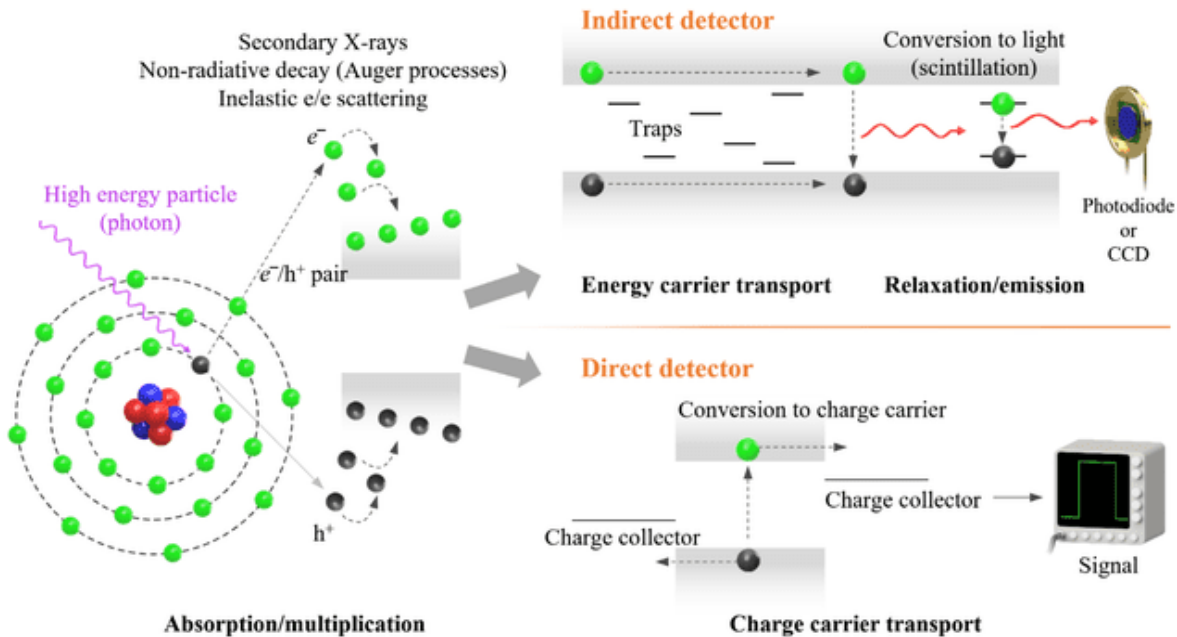 Secondary X-rays
Non-radiative decay (Auger processes)
Inelastic e/e scattering
e⁻
High energy particle
(photon)
e⁻/h⁺ pair
h⁺
Absorption/multiplication
Indirect detector
Conversion to light
(scintillation)
Traps
Photodiode
or
CCD
Energy carrier transport
Relaxation/emission
Direct detector
Conversion to charge carrier
Charge collector
Charge collector
Signal
Charge carrier transport